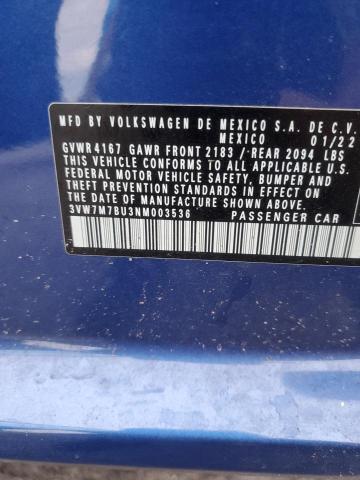 MFD BY VOLKSWAGEN DE MEXICO S.A. DE C.V.
MEXICO 01/22
GVWR4167 GAWR FRONT 2183 / REAR 2094 LBS
THIS VEHICLE CONFORMS TO ALL APPLICABLE U.S.
FEDERAL MOTOR VEHICLE SAFETY, BUMPER, AND
THEFT PREVENTION STANDARDS IN EFFECT ON THE
DATE OF MANUFACTURE SHOWN ABOVE.
3VW7M7BU3NM003536 PASSENGER CAR